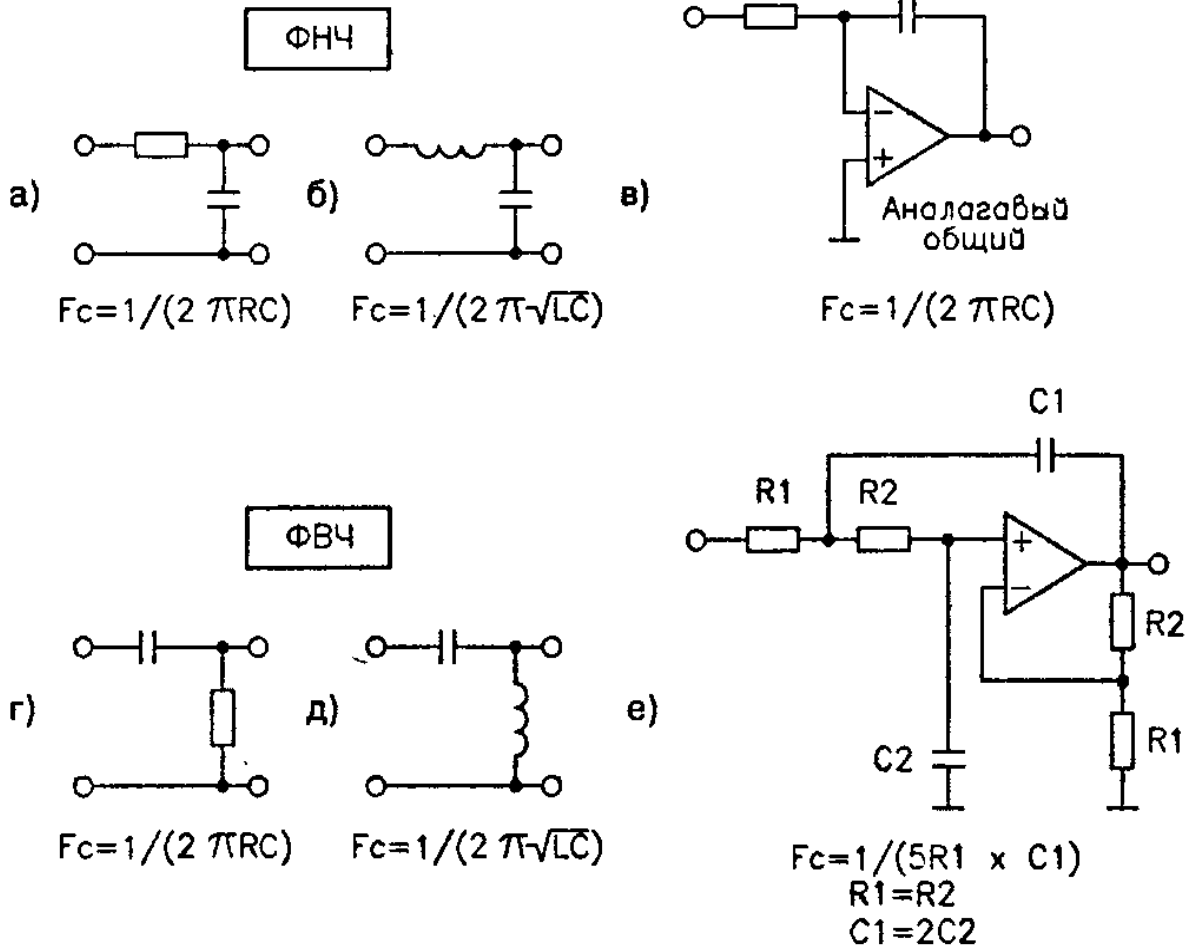 ФНЧ
а)
б)
в)
−
+
Аналагавый
общий
Fc=1/(2 πRC)
Fc=1/(2 π√LC)
Fc=1/(2 πRC)
ФВЧ
C1
R1
R2
+
−
R2
г)
д)
е)
R1
C2
Fc=1/(2 πRC)
Fc=1/(2 π√LC)
Fc=1/(5R1 x C1)
R1=R2
C1=2C2